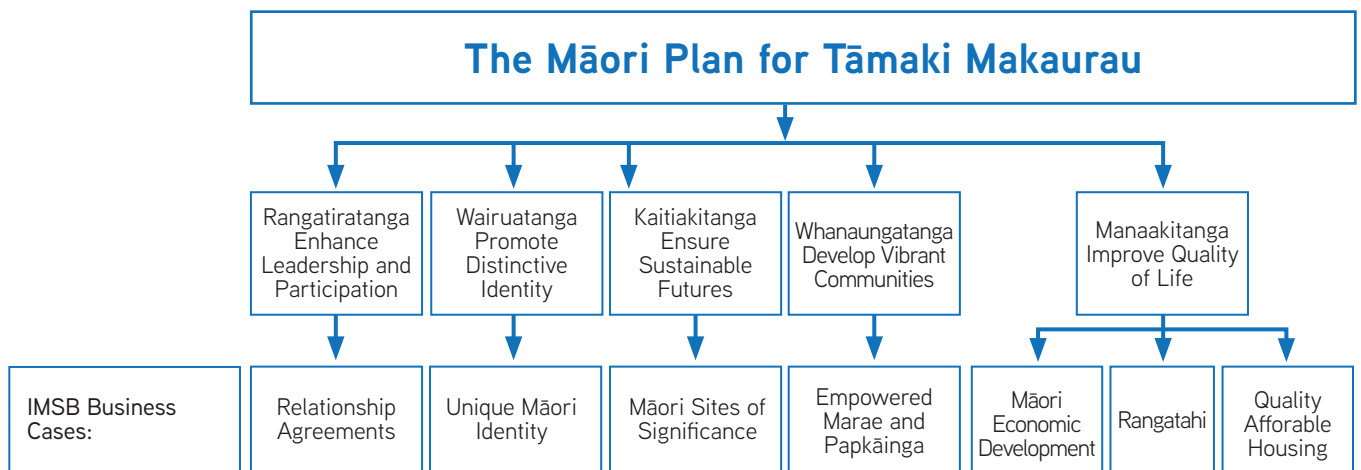 The Māori Plan for Tāmaki Makaurau
Rangatiratanga
Enhance
Leadership and
Participation
Wairuatanga
Promote
Distinctive
Identity
Kaitiakitanga
Ensure
Sustainable
Futures
Whanaungatanga
Develop Vibrant
Communities
Manaakitanga
Improve Quality
of Life
IMSB Business
Cases:
Relationship
Agreements
Unique Māori
Identity
Māori Sites of
Significance
Empowered
Marae and
Papkāinga
Māori
Economic
Development
Rangatahi
Quality
Afforable
Housing